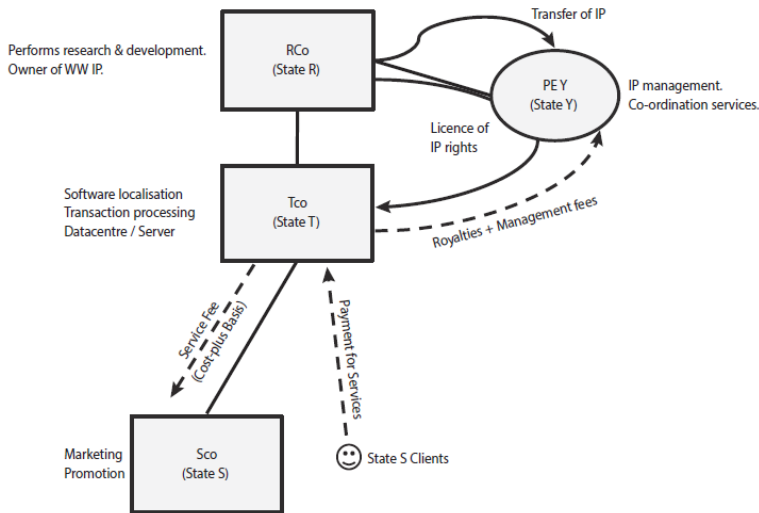 Transfer of IP
Performs research & development.
Owner of WW IP.
RCo
(State R)
PE Y
(State Y)
IP management.
Co-ordination services.
Licence of
IP rights
Software localisation
Transaction processing
Datacentre / Server
Tco
(State T)
Royalties + Management fees
Service Fee
(Cost-plus Basis)
Payment for Services
Marketing
Promotion
Sco
(State S)
State S Clients